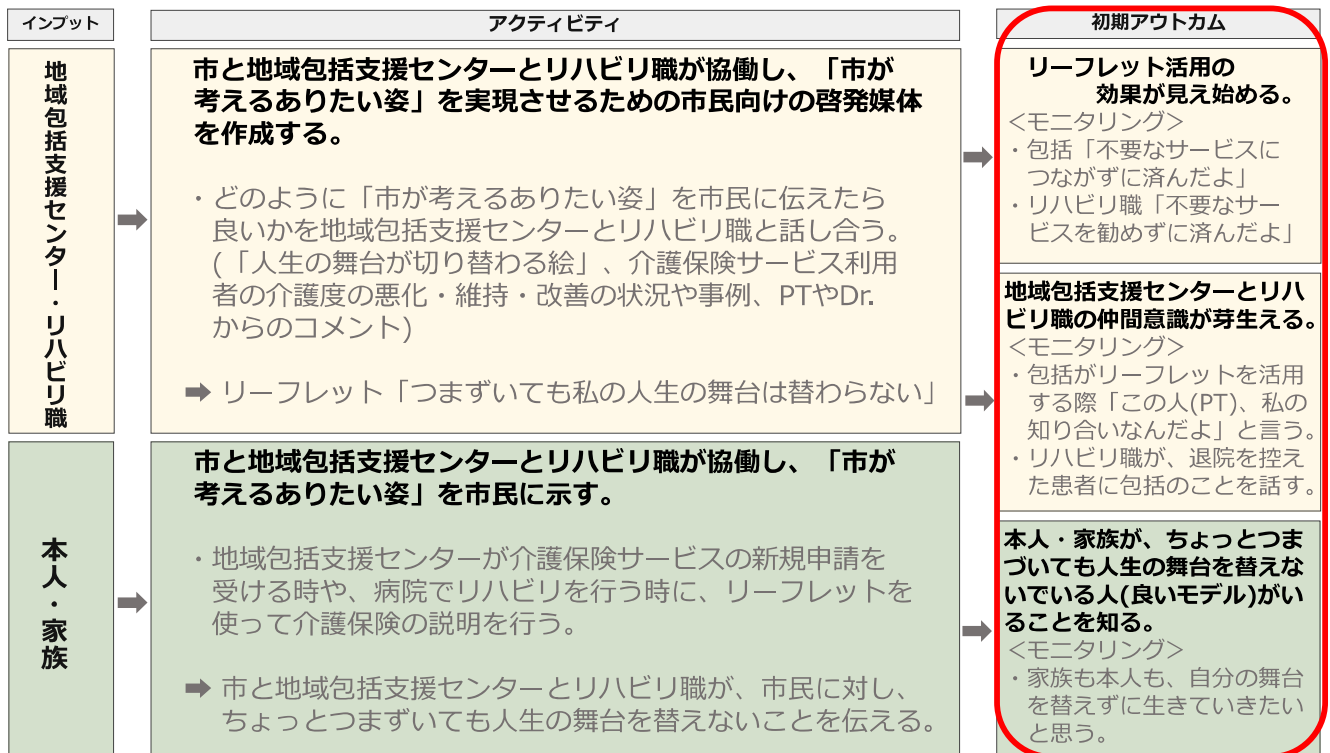 インプット
アクティビティ
初期アウトカム
地域包括支援センター・リハビリ職
市と地域包括支援センターとリハビリ職が協働し、「市が
考えるありたい姿」を実現させるための市民向けの啓発媒体
を作成する。
・どのように「市が考えるありたい姿」を市民に伝えたら
良いかを地域包括支援センターとリハビリ職と話し合う。
(「人生の舞台が切り替わる絵」、介護保険サービス利用
者の介護度の悪化・維持・改善の状況や事例、PTやDr.
からのコメント)
➡ リーフレット「つまずいても私の人生の舞台は替わらない」
リーフレット活用の
効果が見え始める。
<モニタリング>
・包括「不要なサービスに
つながずに済んだよ」
・リハビリ職「不要なサー
ビスを勧めずに済んだよ」
地域包括支援センターとリハ
ビリ職の仲間意識が芽生える。
<モニタリング>
・包括がリーフレットを活用
する際「この人(PT)、私の
知り合いなんだよ」と言う。
・リハビリ職が、退院を控え
た患者に包括のことを話す。
本人・家族
市と地域包括支援センターとリハビリ職が協働し、「市が
考えるありたい姿」を市民に示す。
・地域包括支援センターが介護保険サービスの新規申請を
受ける時や、病院でリハビリを行う時に、リーフレットを
使って介護保険の説明を行う。
➡ 市と地域包括支援センターとリハビリ職が、市民に対し、
ちょっとつまずいても人生の舞台を替えないことを伝える。
本人・家族が、ちょっとつま
づいても人生の舞台を替えな
いでいる人(良いモデル)がい
ることを知る。
<モニタリング>
・家族も本人も、自分の舞台
を替えずに生きていきたい
と思う。